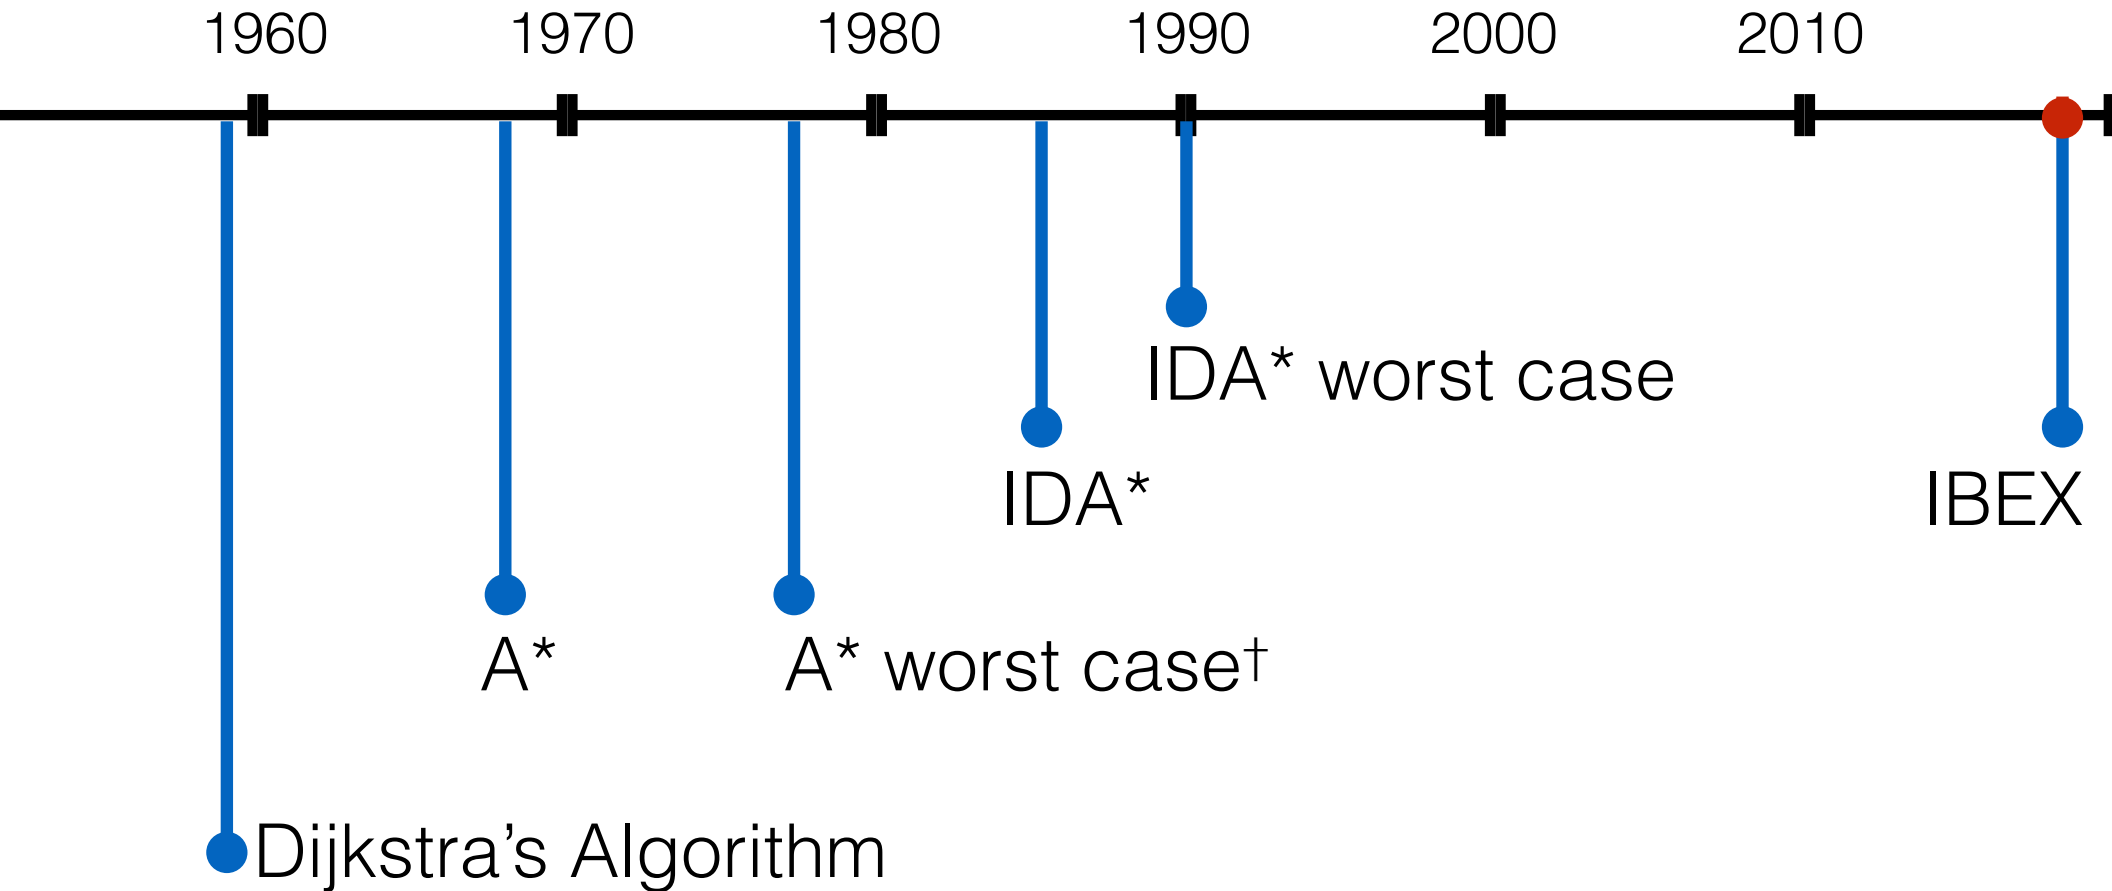 1960 1970 1980 1990 2000 2010
IDA* worst case
IDA*
IBEX
A*
A* worst case†
Dijkstra’s Algorithm